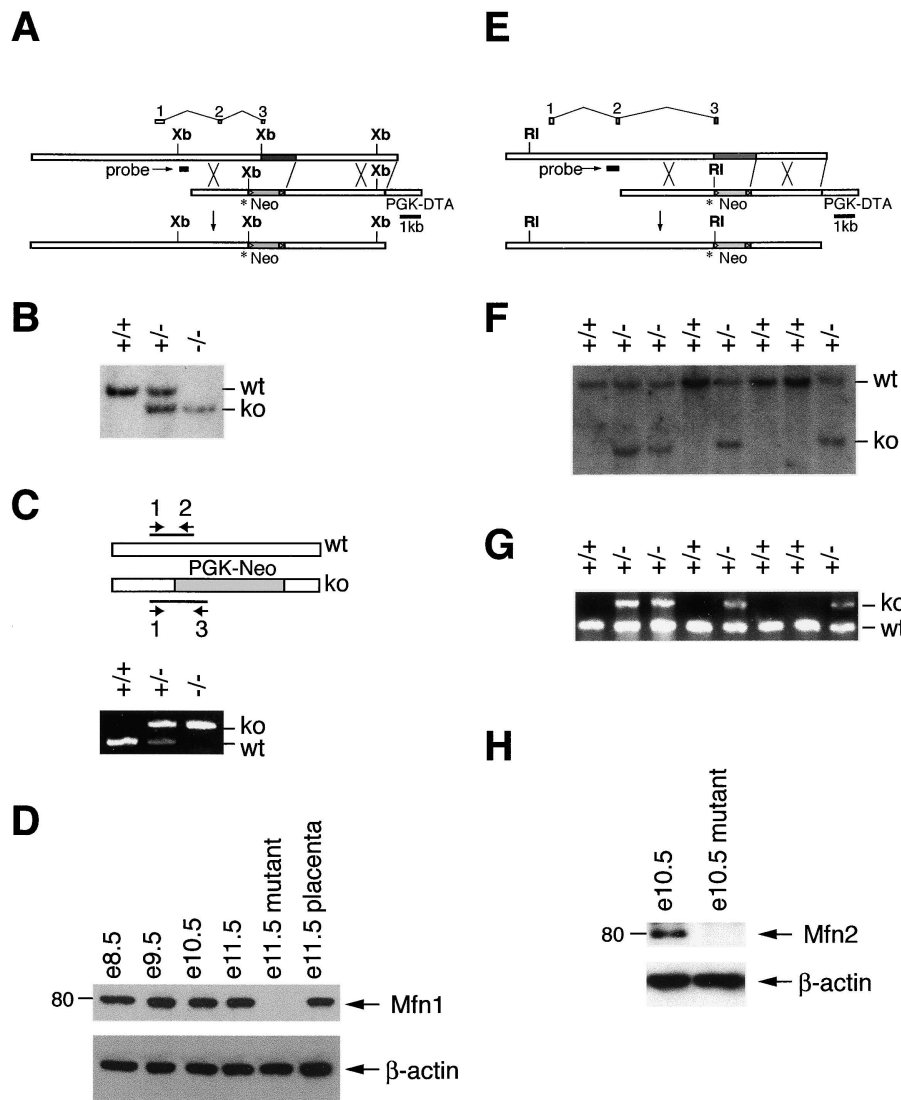 A
1 2 3
Xb Xb Xb
probe
Xb Xb
* Neo PGK-DTA
Xb Xb Xb 1kb
* Neo
B
+/+ +/- -/-
wt
ko
C
1 2
wt
PGK-Neo
ko
1 3
+/+ +/- -/-
ko
wt
D
e8.5 e9.5 e10.5 e11.5 e11.5 mutant e11.5 placenta
80 Mfn1
β-actin
E
1 2 3
RI
probe
RI
* Neo PGK-DTA
RI RI 1kb
* Neo
F
+/+ +/- +/- +/+ +/- +/+ +/+ +/-
wt
ko
G
+/+ +/- +/- +/+ +/- +/+ +/+ +/-
ko
wt
H
e10.5 e10.5 mutant
80 Mfn2
β-actin